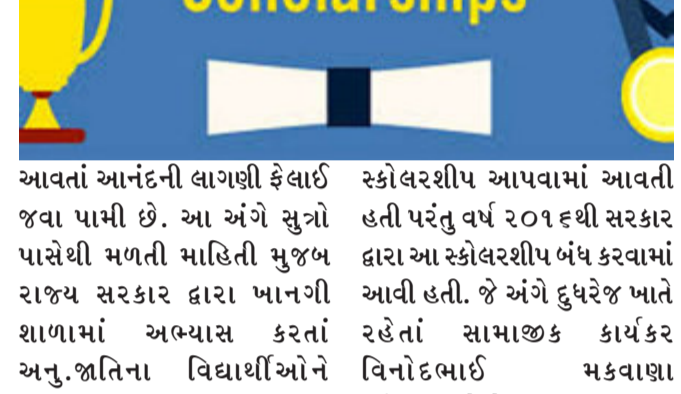 Scholarships
આવતાં આનંદની લાગણી ફેલાઈ
જવા પામી છે. આ અંગે સુત્રો
પાસેથી મળતી માહિતી મુજબ
રાજ્ય સરકાર દ્વારા ખાનગી
શાળામાં અભ્યાસ કરતાં
અનુ.જાતિના વિદ્યાર્થીઓને
સ્કોલરશીપ આપવામાં આવતી
હતી પરંતુ વર્ષ ૨૦૧૬થી સરકાર
દ્વારા આ સ્કોલરશીપ બંધ કરવામાં
આવી હતી. જે અંગે દુધરેજ ખાતે
રહેતાં સામાજીક કાર્યકર
વિનોદભાઈ મકવાણા